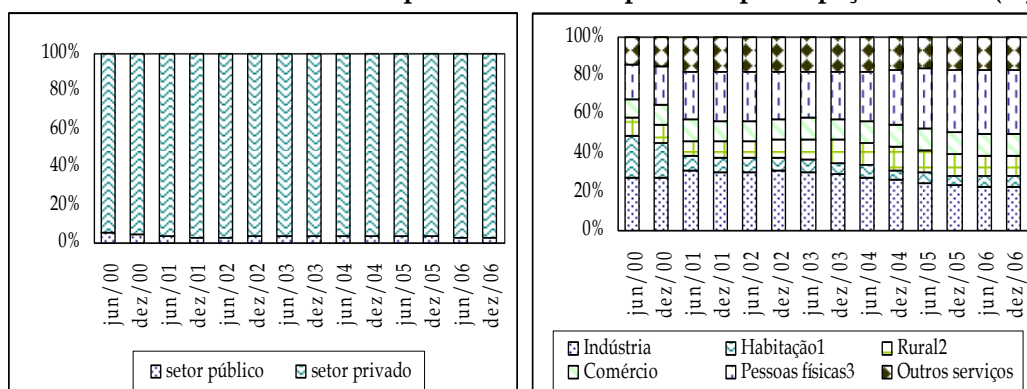 100%
80%
60%
40%
20%
0%
jun/00
dez/00
jun/01
dez/01
jun/02
dez/02
jun/03
dez/03
jun/04
dez/04
jun/05
dez/05
jun/06
dez/06
setor público setor privado
100%
80%
60%
40%
20%
0%
jun/00
dez/00
jun/01
dez/01
jun/02
dez/02
jun/03
dez/03
jun/04
dez/04
jun/05
dez/05
jun/06
dez/06
Indústria Habitação1 Rural2
Comércio Pessoas físicas3 Outros serviços